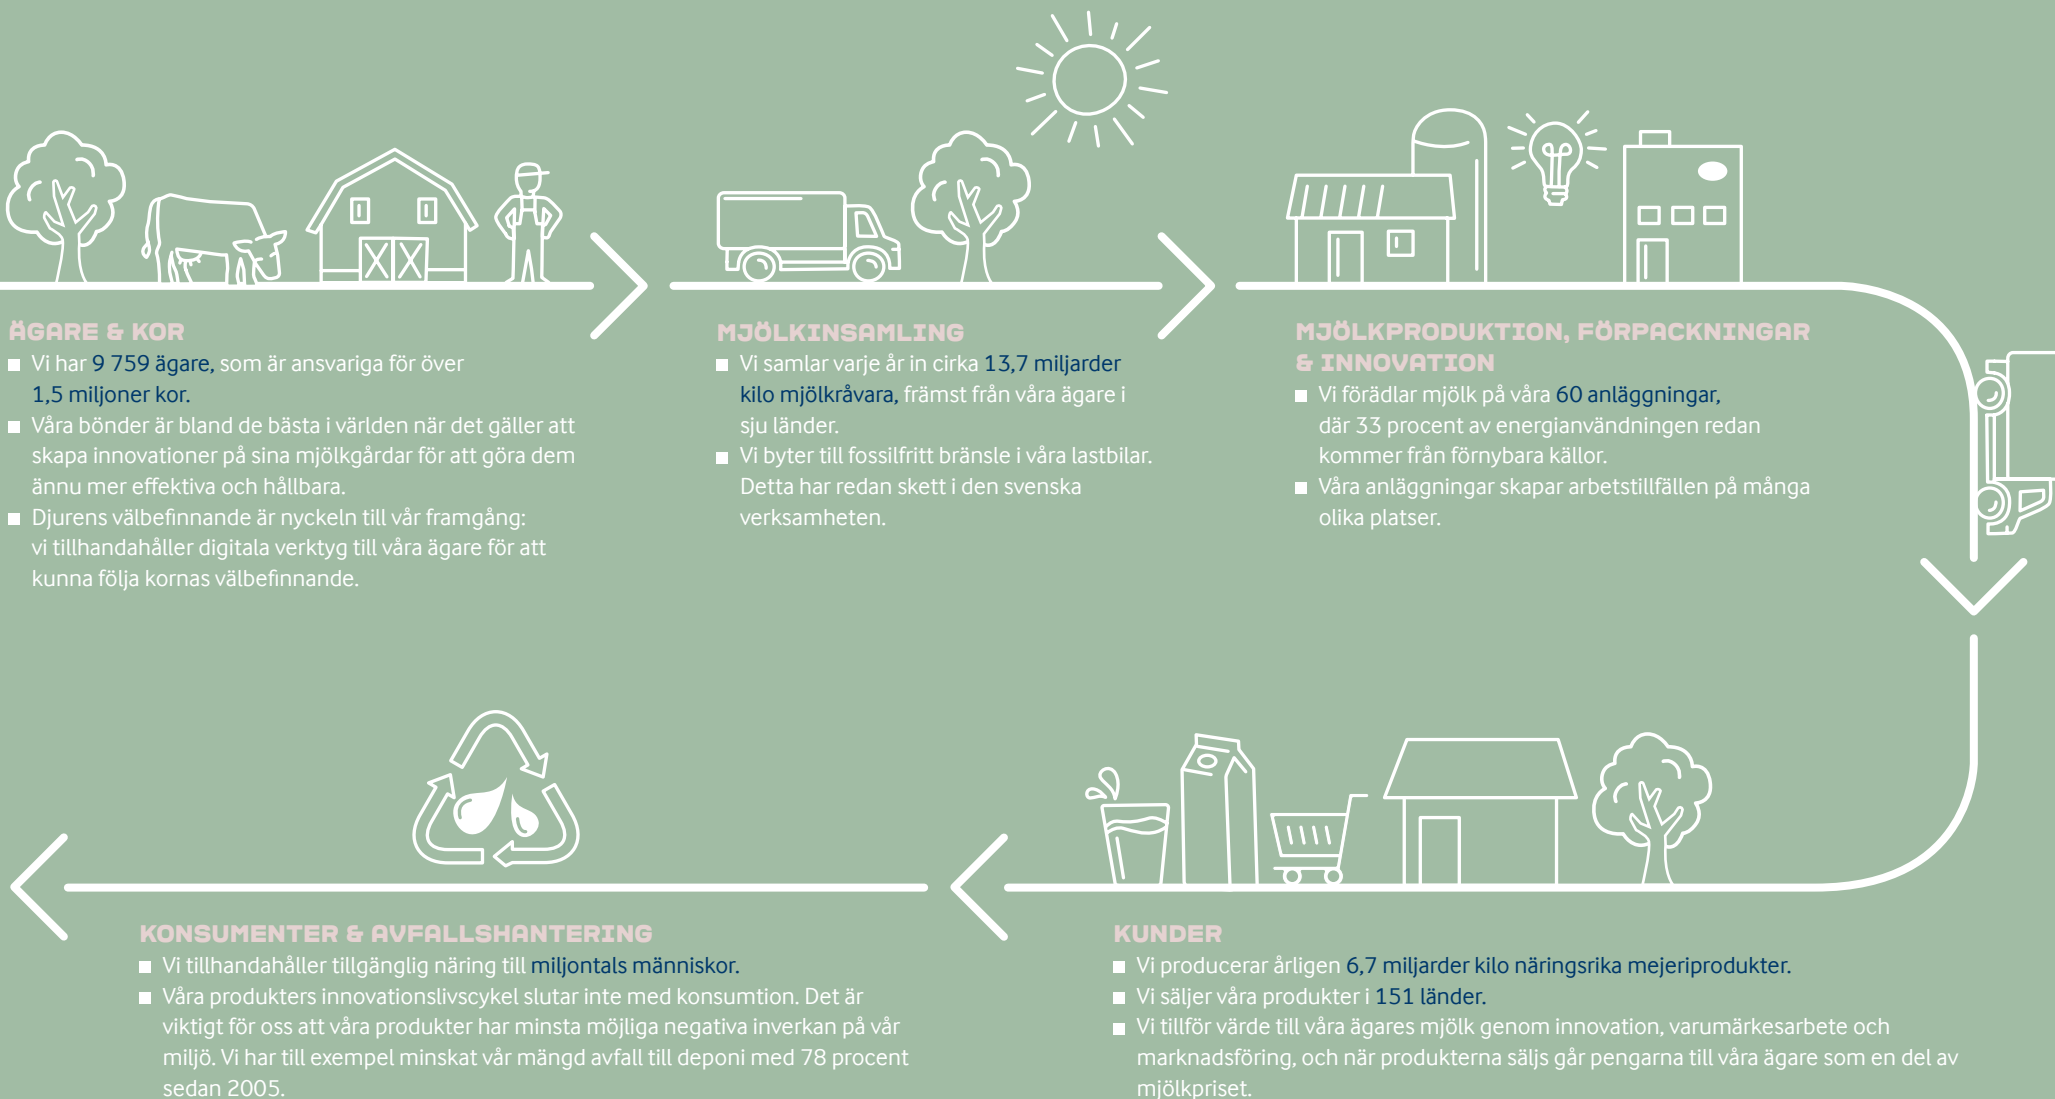 ÄGARE & KOR
Vi har 9 759 ägare, som är ansvariga för över
1,5 miljoner kor.
Våra bönder är bland de bästa i världen när det gäller att
skapa innovationer på sina mjölkgårdar för att göra dem
ännu mer effektiva och hållbara.
Djurens välbefinnande är nyckeln till vår framgång:
vi tillhandahåller digitala verktyg till våra ägare för att
kunna följa kornas välbefinnande.
MJÖLKINSAMLING
Vi samlar varje år in cirka 13,7 miljarder
kilo mjölkråvara, främst från våra ägare i
sju länder.
Vi byter till fossilfritt bränsle i våra lastbilar.
Detta har redan skett i den svenska
verksamheten.
MJÖLKPRODUKTION, FÖRPACKNINGAR
& INNOVATION
Vi förädlar mjölk på våra 60 anläggningar,
där 33 procent av energianvändningen redan
kommer från förnybara källor.
Våra anläggningar skapar arbetstillfällen på många
olika platser.
KONSUMENTER & AVFALLSHANTERING
Vi tillhandahåller tillgänglig näring till miljontals människor.
Våra produkters innovationslivscykel slutar inte med konsumtion. Det är
viktigt för oss att våra produkter har minsta möjliga negativa inverkan på vår
miljö. Vi har till exempel minskat vår mängd avfall till deponi med 78 procent
sedan 2005.
KUNDER
Vi producerar årligen 6,7 miljarder kilo näringsrika mejeriprodukter.
Vi säljer våra produkter i 151 länder.
Vi tillför värde till våra ägares mjölk genom innovation, varumärkesarbete och
marknadsföring, och när produkterna säljs går pengarna till våra ägare som en del av
mjölkpriset.